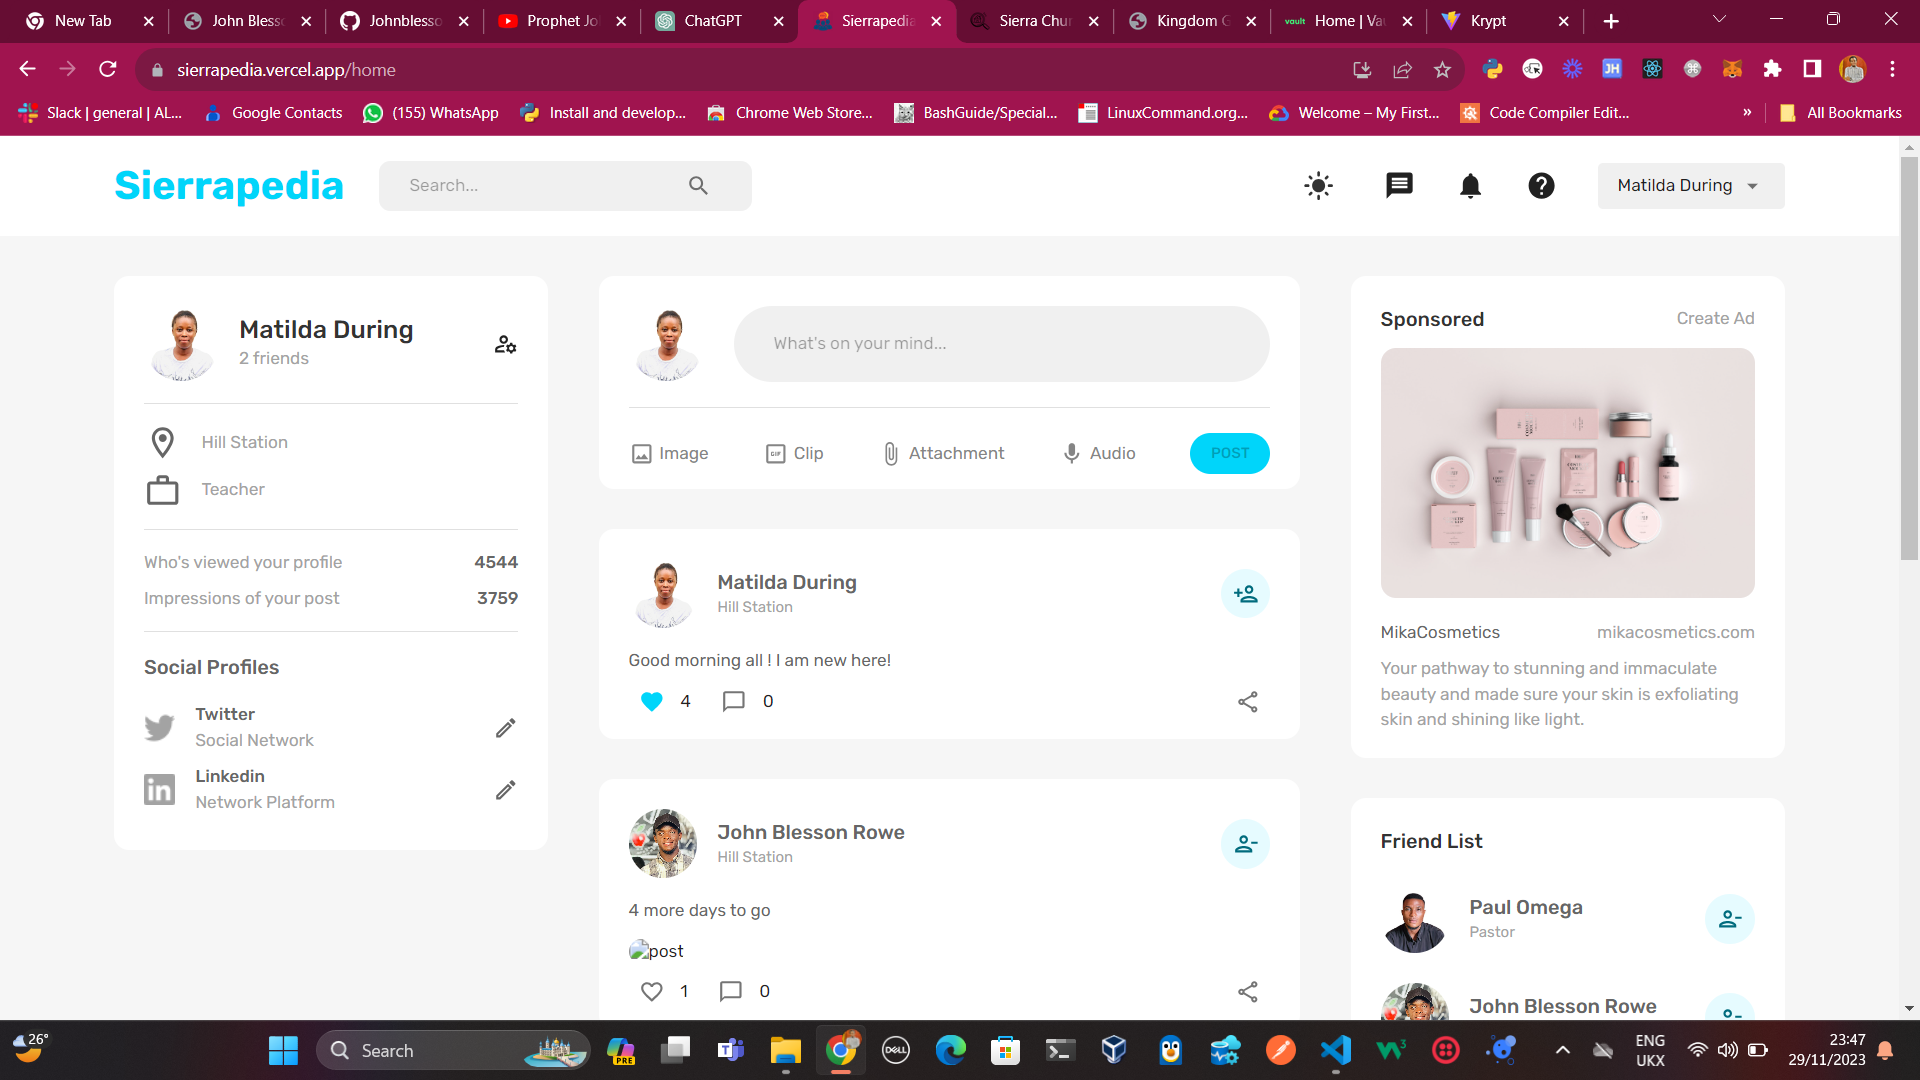 New Tab
John Bless
Johnblesso
Prophet Jo
ChatGPT
Sierrapedia
Sierra Chur
Kingdom G
vault Home | Va
Krypt
sierrapedia.vercel.app/home
Slack | general | AL...
Google Contacts
(155) WhatsApp
Install and develop...
Chrome Web Store...
BashGuide/Special...
LinuxCommand.org...
Welcome – My First...
Code Compiler Edit...
»
All Bookmarks
Sierrapedia
Search...
Matilda During
Matilda During
2 friends
Hill Station
Teacher
Who's viewed your profile 4544
Impressions of your post 3759
Social Profiles
Twitter
Social Network
Linkedin
Network Platform
What's on your mind...
Image
GIF Clip
Attachment
Audio
POST
Matilda During
Hill Station
Good morning all ! I am new here!
4 0
John Blesson Rowe
Hill Station
4 more days to go
post
1 0
Sponsored Create Ad
MikaCosmetics mikacosmetics.com
Your pathway to stunning and immaculate
beauty and made sure your skin is exfoliating
skin and shining like light.
Friend List
Paul Omega
Pastor
John Blesson Rowe
26°
Search
PRE
DELL
ENG
UKX
23:47
29/11/2023